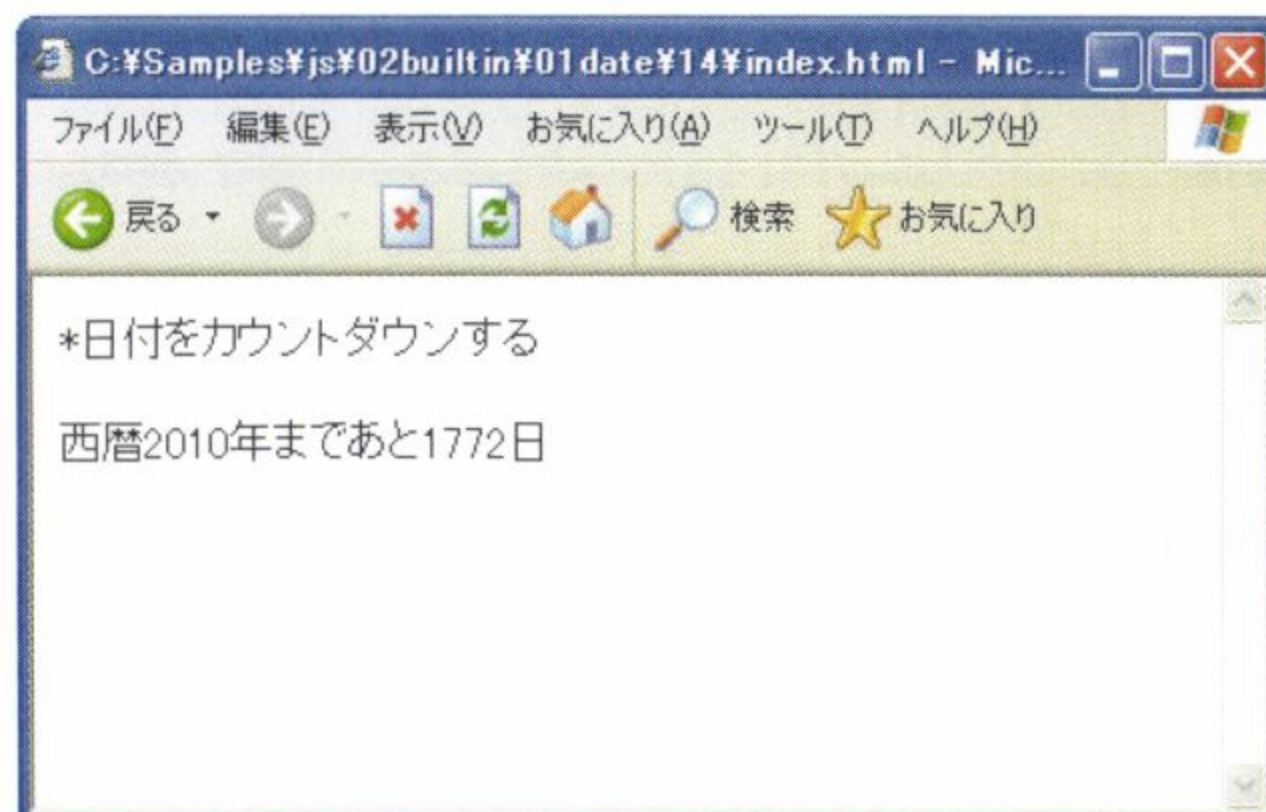 C:¥Samples¥js¥02builtin¥01date¥14¥index.html - Mic...
ファイル(F) 編集(E) 表示(V) お気に入り(A) ツール(T) ヘルプ(H)
戻る 検索 お気に入り
*日付をカウントダウンする
西暦2010年まであと1772日